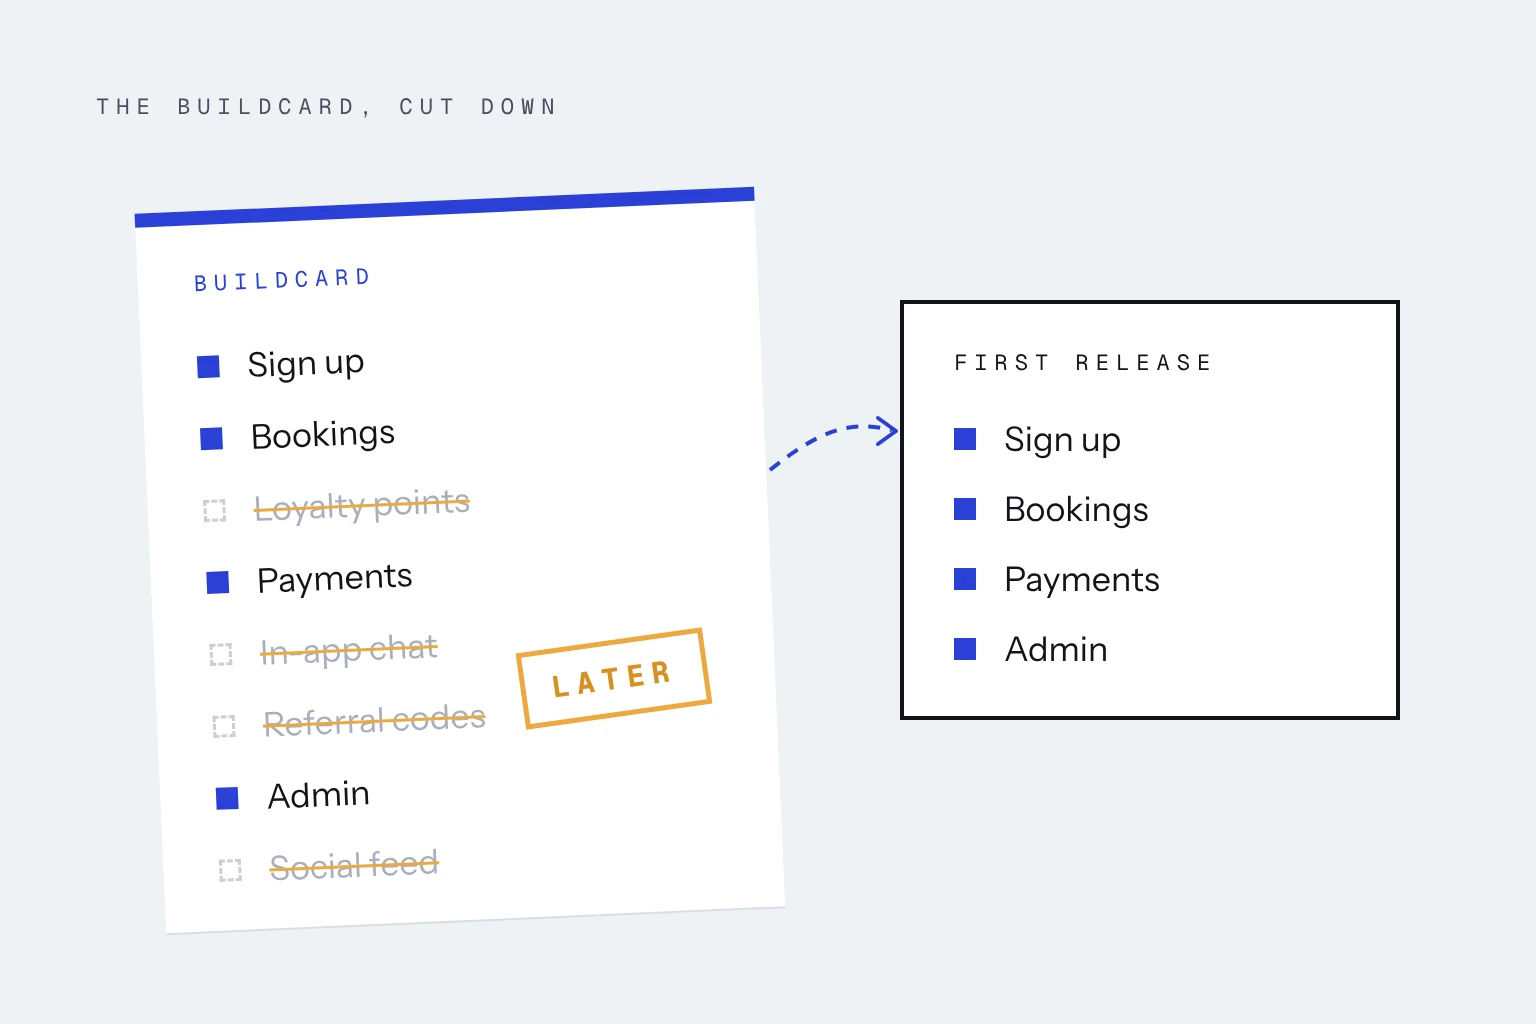 THE BUILDCARD, CUT DOWN
BUILDCARD
Sign up
Bookings
Loyalty points
Payments
In-app chat
Referral codes
LATER
Admin
Social feed
FIRST RELEASE
Sign up
Bookings
Payments
Admin